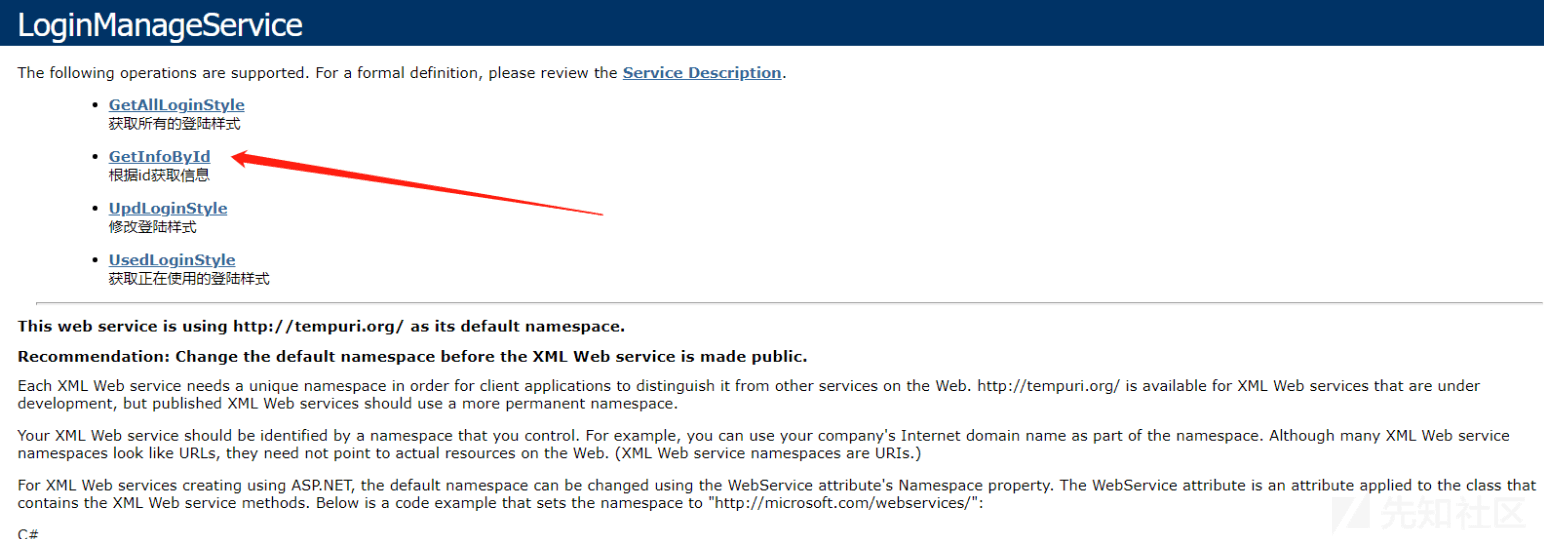 LoginManageService
The following operations are supported. For a formal definition, please review the Service Description.
GetAllLoginStyle
获取所有的登陆样式
GetInfoById
根据id获取信息
UpdLoginStyle
修改登陆样式
UsedLoginStyle
获取正在使用的登陆样式
This web service is using http://tempuri.org/ as its default namespace.
Recommendation: Change the default namespace before the XML Web service is made public.
Each XML Web service needs a unique namespace in order for client applications to distinguish it from other services on the Web. http://tempuri.org/ is available for XML Web services that are under
development, but published XML Web services should use a more permanent namespace.
Your XML Web service should be identified by a namespace that you control. For example, you can use your company's Internet domain name as part of the namespace. Although many XML Web service
namespaces look like URLs, they need not point to actual resources on the Web. (XML Web service namespaces are URIs.)
For XML Web services creating using ASP.NET, the default namespace can be changed using the WebService attribute's Namespace property. The WebService attribute is an attribute applied to the class that
contains the XML Web service methods. Below is a code example that sets the namespace to "http://microsoft.com/webservices/":
先知社区
C#